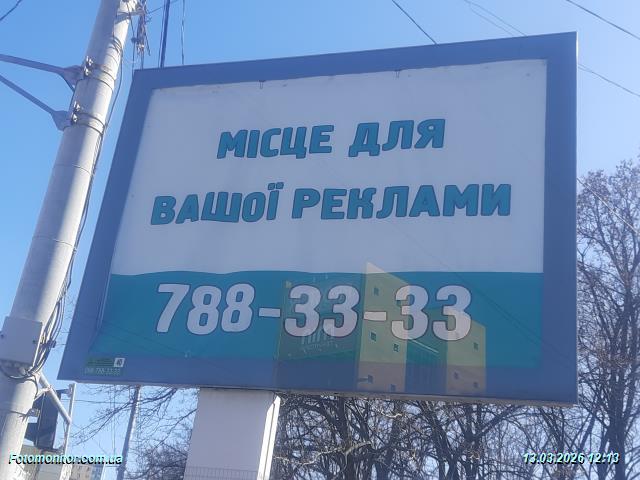 МІСЦЕ ДЛЯ
ВАШОЇ РЕКЛАМИ
788-33-33
Fotomonitor.com.ua
13.03.2026 12:13